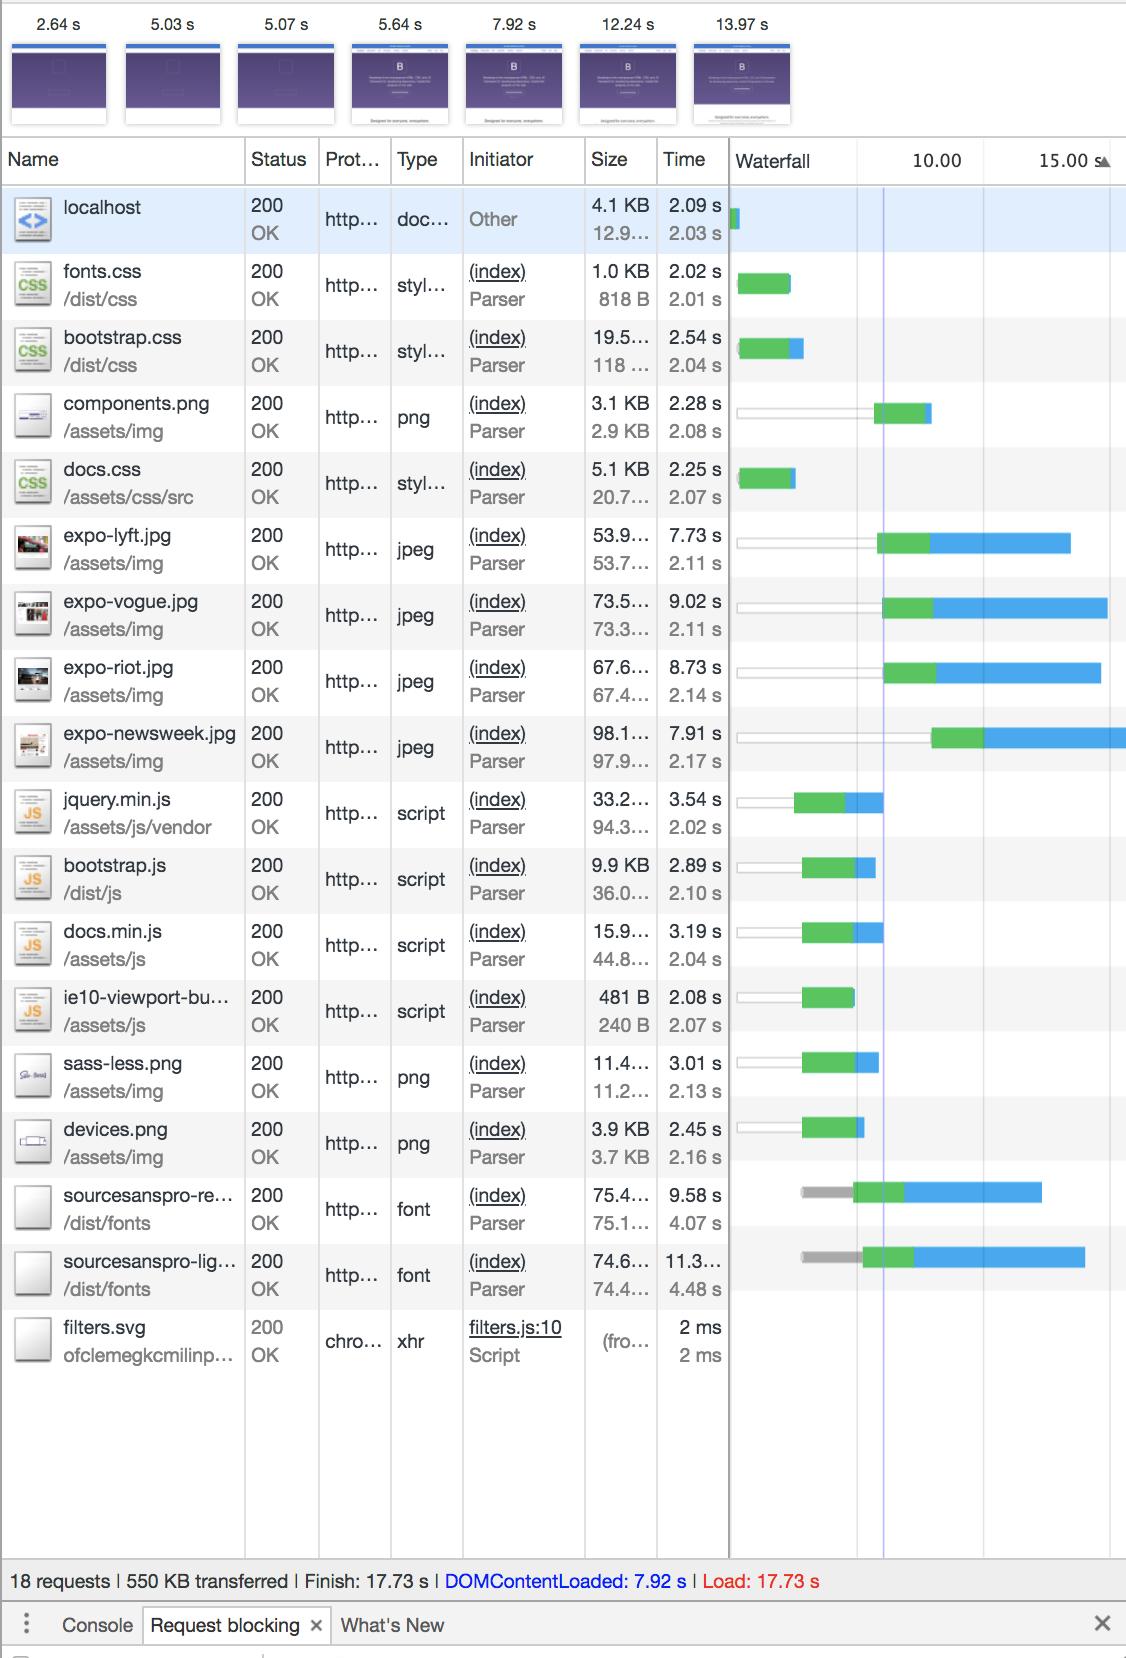 2.64 s 5.03 s 5.07 s 5.64 s 7.92 s 12.24 s 13.97 s
B B B B
Designed for everyone, everywhere. Designed for everyone, everywhere. Designed for everyone, everywhere. Designed for everyone, everywhere.
Name Status Prot... Type Initiator Size Time Waterfall 10.00 15.00 s
localhost 200 OK http... doc... Other 4.1 KB 12.9... 2.09 s 2.03 s
fonts.css /dist/css 200 OK http... styl... (index) Parser 1.0 KB 818 B 2.02 s 2.01 s
bootstrap.css /dist/css 200 OK http... styl... (index) Parser 19.5... 118 ... 2.54 s 2.04 s
components.png /assets/img 200 OK http... png (index) Parser 3.1 KB 2.9 KB 2.28 s 2.08 s
docs.css /assets/css/src 200 OK http... styl... (index) Parser 5.1 KB 20.7... 2.25 s 2.07 s
expo-lyft.jpg /assets/img 200 OK http... jpeg (index) Parser 53.9... 53.7... 7.73 s 2.11 s
expo-vogue.jpg /assets/img 200 OK http... jpeg (index) Parser 73.5... 73.3... 9.02 s 2.11 s
expo-riot.jpg /assets/img 200 OK http... jpeg (index) Parser 67.6... 67.4... 8.73 s 2.14 s
expo-newsweek.jpg /assets/img 200 OK http... jpeg (index) Parser 98.1... 97.9... 7.91 s 2.17 s
jquery.min.js /assets/js/vendor 200 OK http... script (index) Parser 33.2... 94.3... 3.54 s 2.02 s
bootstrap.js /dist/js 200 OK http... script (index) Parser 9.9 KB 36.0... 2.89 s 2.10 s
docs.min.js /assets/js 200 OK http... script (index) Parser 15.9... 44.8... 3.19 s 2.04 s
ie10-viewport-bu... /assets/js 200 OK http... script (index) Parser 481 B 240 B 2.08 s 2.07 s
sass-less.png /assets/img 200 OK http... png (index) Parser 11.4... 11.2... 3.01 s 2.13 s
devices.png /assets/img 200 OK http... png (index) Parser 3.9 KB 3.7 KB 2.45 s 2.16 s
sourcesanspro-re... /dist/fonts 200 OK http... font (index) Parser 75.4... 75.1... 9.58 s 4.07 s
sourcesanspro-lig... /dist/fonts 200 OK http... font (index) Parser 74.6... 74.4... 11.3... 4.48 s
filters.svg ofclemegkcmilinp... 200 OK chro... xhr filters.js:10 Script (fro... 2 ms 2 ms
18 requests | 550 KB transferred | Finish: 17.73 s | DOMContentLoaded: 7.92 s | Load: 17.73 s
Console Request blocking × What's New ×